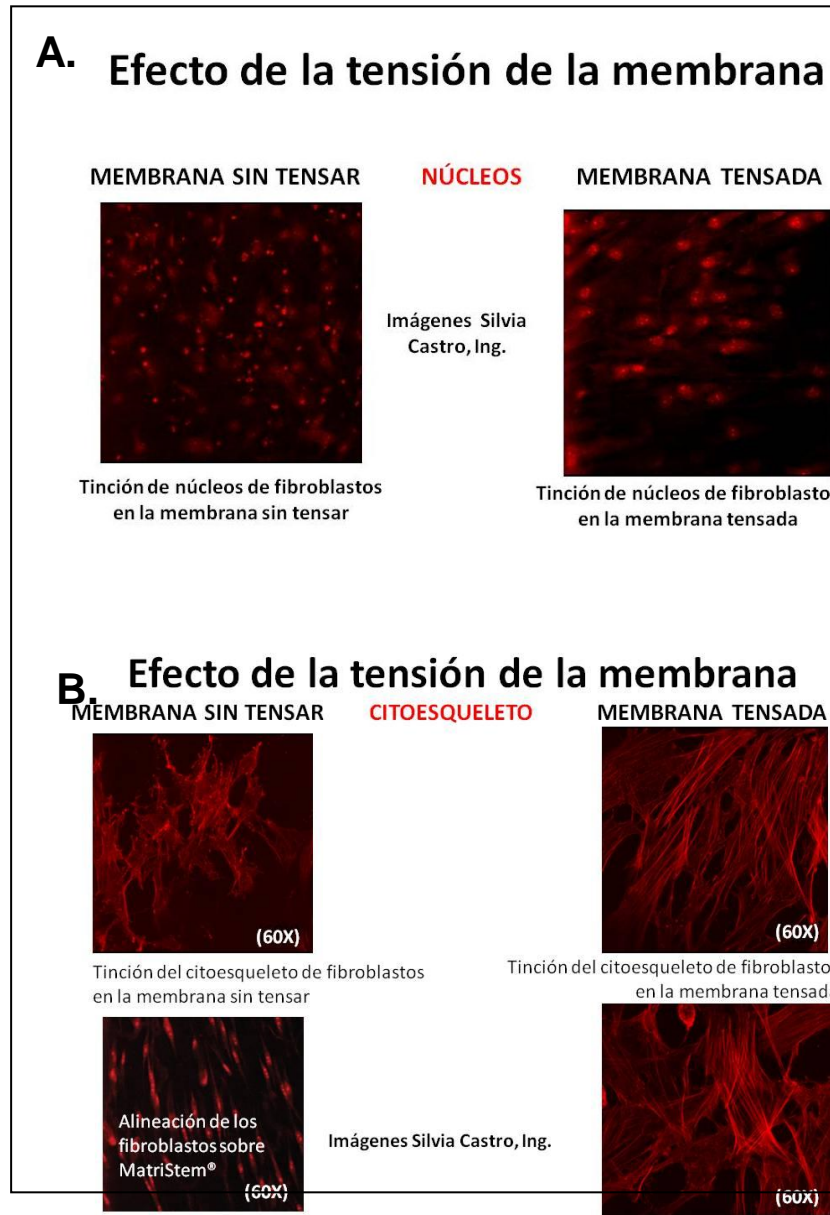 A.
Efecto de la tensión de la membrana
MEMBRANA SIN TENSAR
NÚCLEOS
MEMBRANA TENSADA
Imágenes Silvia
Castro, Ing.
Tinción de núcleos de fibroblastos
en la membrana sin tensar
Tinción de núcleos de fibroblasto
en la membrana tensada
B.
Efecto de la tensión de la membrana
MEMBRANA SIN TENSAR
CITOESQUELETO
MEMBRANA TENSADA
(60X)
(60X)
Tinción del citoesqueleto de fibroblastos
en la membrana sin tensar
Tinción del citoesqueleto de fibroblasto
en la membrana tensad
Alineación de los
fibroblastos sobre
MatriStem®
(60X)
Imágenes Silvia Castro, Ing.
(60X)